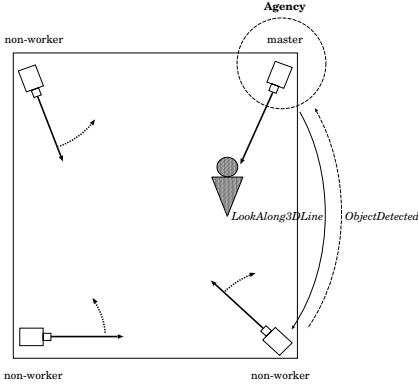 Agency
non-worker
master
LookAlong3DLine
ObjectDetected
non-worker
non-worker